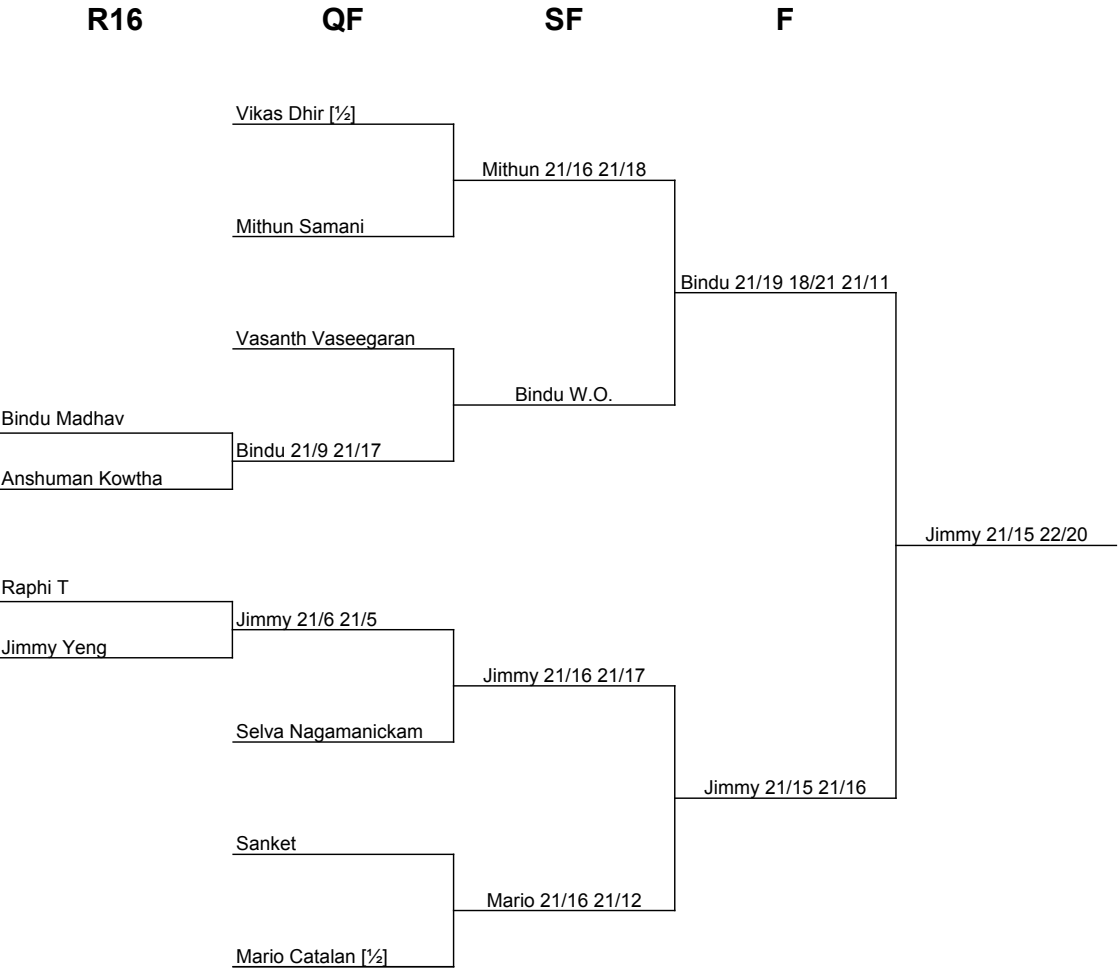 R16 QF SF F
Vikas Dhir [½]
Mithun 21/16 21/18
Mithun Samani
Bindu 21/19 18/21 21/11
Vasanth Vaseegaran
Bindu W.O.
Bindu Madhav
Bindu 21/9 21/17
Anshuman Kowtha
Jimmy 21/15 22/20
Raphi T
Jimmy 21/6 21/5
Jimmy Yeng
Jimmy 21/16 21/17
Selva Nagamanickam
Jimmy 21/15 21/16
Sanket
Mario 21/16 21/12
Mario Catalan [½]